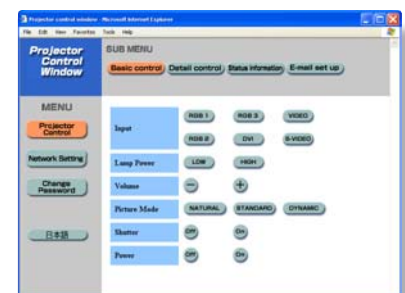 Projector control window - Microsoft Internet Explorer
File Edit View Favorites Tools Help
Projector
Control
Window
SUB MENU
Basic control
Detail control
Status information
E-mail set up
MENU
Projector
Control
Network Setting
Change
Password
日本語
Input
RGB 1
RGB 3
VIDEO
RGB 2
DVI
S-VIDEO
Lamp Power
LOW
HIGH
Volume
−
+
Picture Mode
NATURAL
STANDARD
DYNAMIC
Shutter
Off
On
Power
Off
On